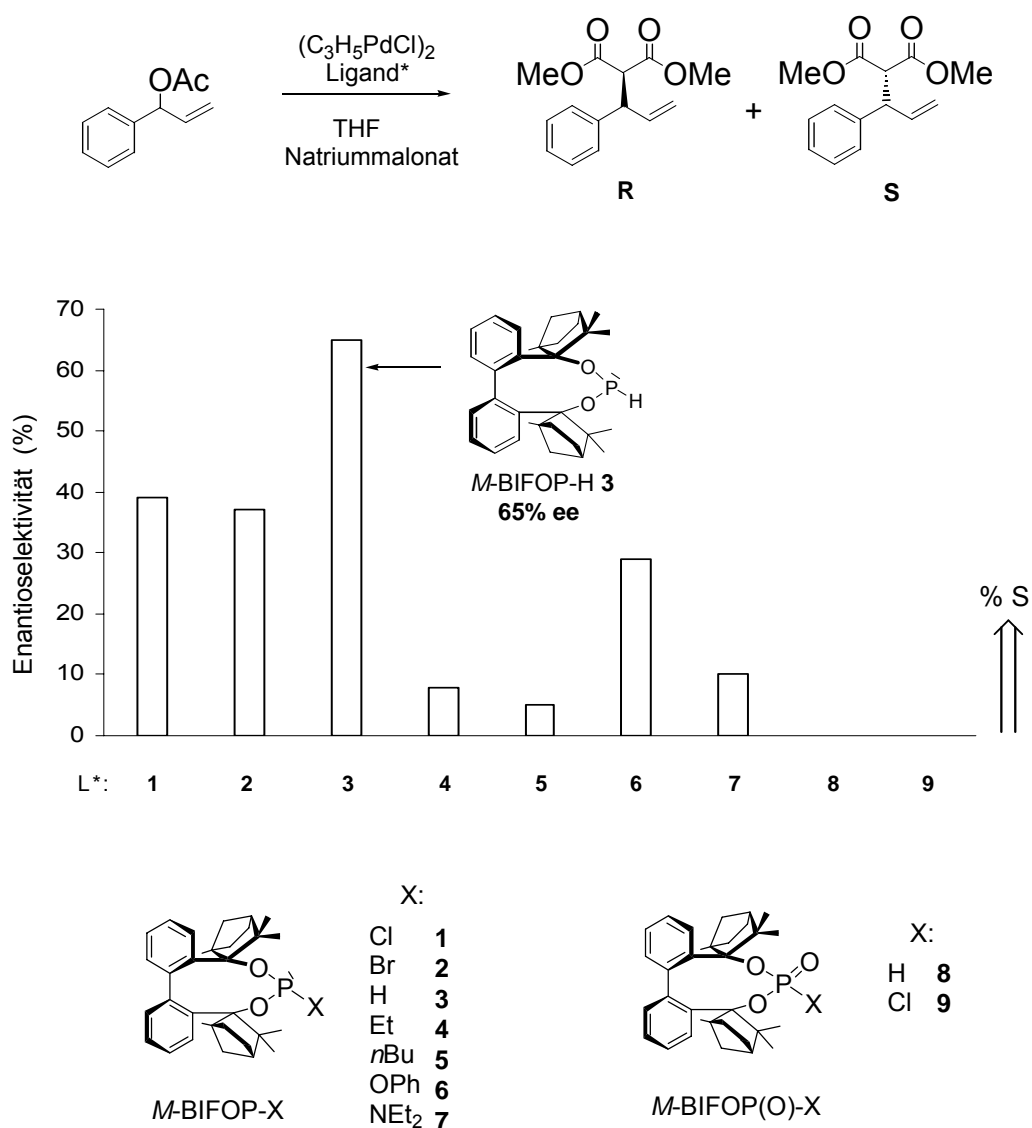 OAc
(C3H5PdCl)2
Ligand*
THF
Natriummalonat
O O
MeO OMe
R
+
O O
MeO OMe
S
Enantioselektivität (%)
70
60
50
40
30
20
10
0
O
P
H
O
M-BIFOP-H 3
65% ee
% S
L*: 1 2 3 4 5 6 7 8 9
X:
Cl 1
Br 2
H 3
Et 4
nBu 5
OPh 6
NEt2 7
O
P
X
O
M-BIFOP-X
O
O
P
X
O
M-BIFOP(O)-X
X:
H 8
Cl 9